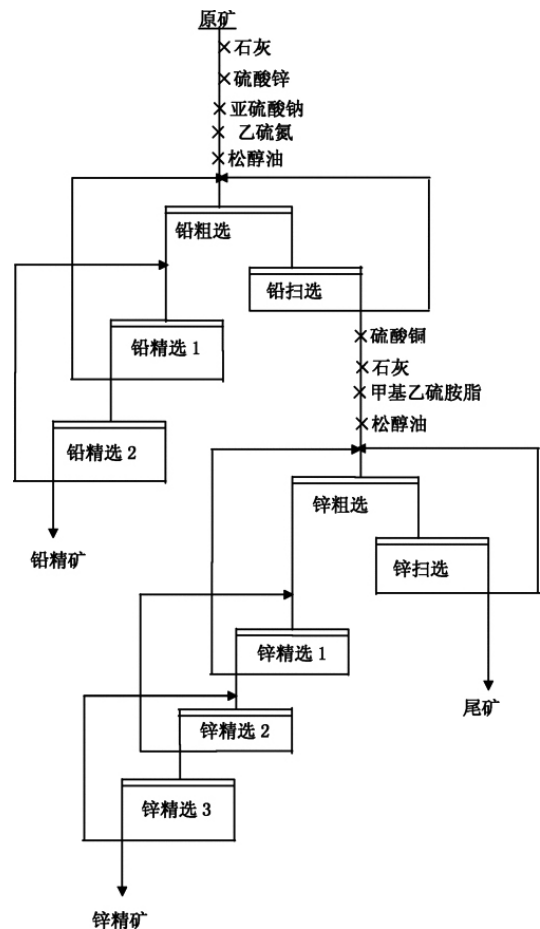 原矿
石灰
硫酸锌
亚硫酸钠
乙硫氮
松醇油
铅粗选
铅扫选
铅精选 1
铅精选 2
铅精矿
硫酸铜
石灰
甲基乙硫胺脂
松醇油
锌粗选
锌扫选
锌精选 1
尾矿
锌精选 2
锌精选 3
锌精矿